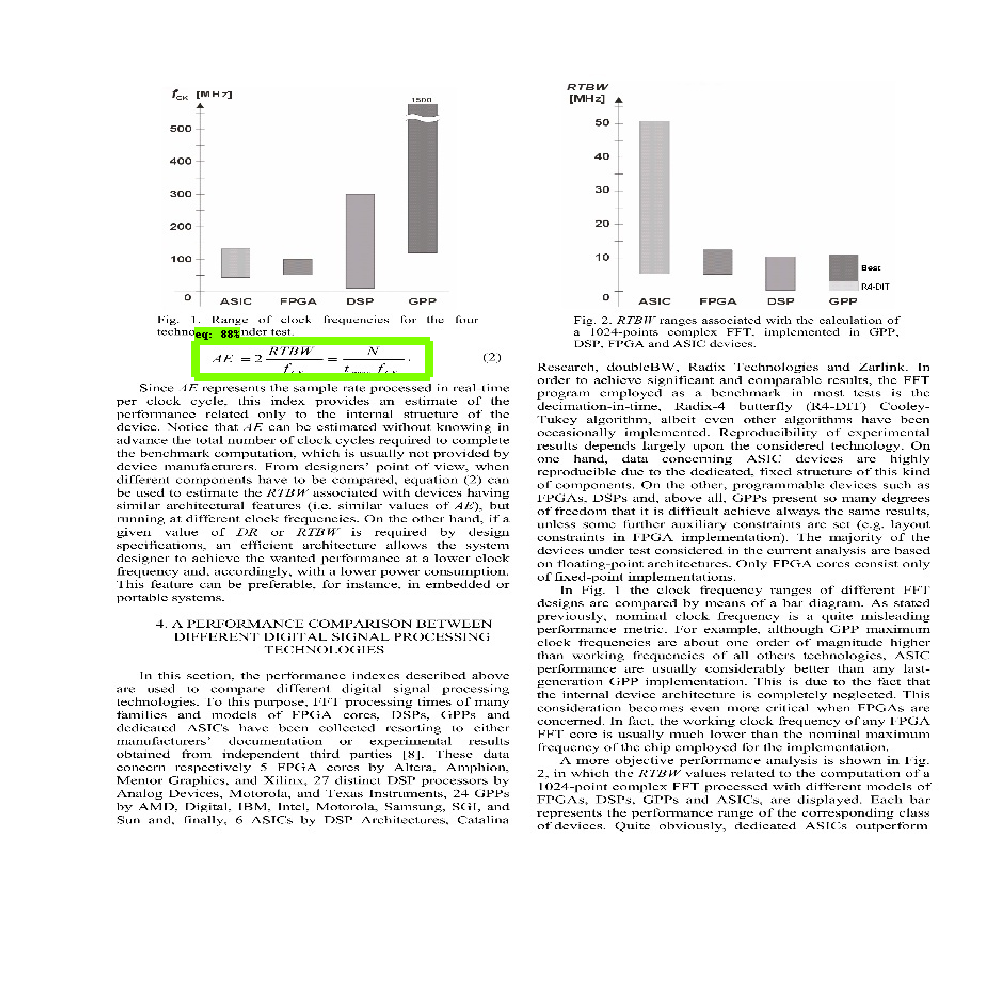 f_CK [MHz]
1500
500
400
300
200
100
0
ASIC FPGA DSP GPP
Fig. 1. Range of clock frequencies for the four
eq: 88%
under test.
AE = 2 RTBW = N .
(2)
Since AE represents the sample rate processed in real-time
per clock cycle, this index provides an estimate of the
performance related only to the internal structure of the
device. Notice that AE can be estimated without knowing in
advance the total number of clock cycles required to complete
the benchmark computation, which is usually not provided by
device manufacturers. From designers' point of view, when
different components have to be compared, equation (2) can
be used to estimate the RTBW associated with devices having
similar architectural features (i.e. similar values of AE), but
running at different clock frequencies. On the other hand, if a
given value of DR or RTBW is required by design
specifications, an efficient architecture allows the system
designer to achieve the wanted performance at a lower clock
frequency and, accordingly, with a lower power consumption.
This feature can be preferable, for instance, in embedded or
portable systems.
4. A PERFORMANCE COMPARISON BETWEEN
DIFFERENT DIGITAL SIGNAL PROCESSING
TECHNOLOGIES
In this section, the performance indexes described above
are used to compare different digital signal processing
technologies. To this purpose, FFT processing times of many
families and models of FPGA cores, DSPs, GPPs and
dedicated ASICs have been collected resorting to either
manufacturers' documentation or experimental results
obtained from independent third parties [8]. These data
concern respectively 5 FPGA cores by Altera, Amphion,
Mentor Graphics, and Xilinx, 27 distinct DSP processors by
Analog Devices, Motorola, and Texas Instruments, 24 GPPs
by AMD, Digital, IBM, Intel, Motorola, Samsung, SGI, and
Sun and, finally, 6 ASICs by DSP Architectures, Catalina
RTBW
[MHz]
50
40
30
20
10
0
Best
R4-DIT
ASIC FPGA DSP GPP
Fig. 2. RTBW ranges associated with the calculation of
a 1024-points complex FFT, implemented in GPP,
DSP, FPGA and ASIC devices.
Research, doubleBW, Radix Technologies and Zarlink. In
order to achieve significant and comparable results, the FFT
program employed as a benchmark in most tests is the
decimation-in-time, Radix-4 butterfly (R4-DIT) Cooley-
Tukey algorithm, albeit even other algorithms have been
occasionally implemented. Reproducibility of experimental
results depends largely upon the considered technology. On
one hand, data concerning ASIC devices are highly
reproducible due to the dedicated, fixed structure of this kind
of components. On the other, programmable devices such as
FPGAs, DSPs and, above all, GPPs present so many degrees
of freedom that it is difficult achieve always the same results,
unless some further auxiliary constraints are set (e.g. layout
constraints in FPGA implementation). The majority of the
devices under test considered in the current analysis are based
on floating-point architectures. Only FPGA cores consist only
of fixed-point implementations.
In Fig. 1 the clock frequency ranges of different FFT
designs are compared by means of a bar diagram. As stated
previously, nominal clock frequency is a quite misleading
performance metric. For example, although GPP maximum
clock frequencies are about one order of magnitude higher
than working frequencies of all others technologies, ASIC
performance are usually considerably better than any last-
generation GPP implementation. This is due to the fact that
the internal device architecture is completely neglected. This
consideration becomes even more critical when FPGAs are
concerned. In fact, the working clock frequency of any FPGA
FFT core is usually much lower than the nominal maximum
frequency of the chip employed for the implementation.
A more objective performance analysis is shown in Fig.
2, in which the RTBW values related to the computation of a
1024-point complex FFT processed with different models of
FPGAs, DSPs, GPPs and ASICs, are displayed. Each bar
represents the performance range of the corresponding class
of devices. Quite obviously, dedicated ASICs outperform